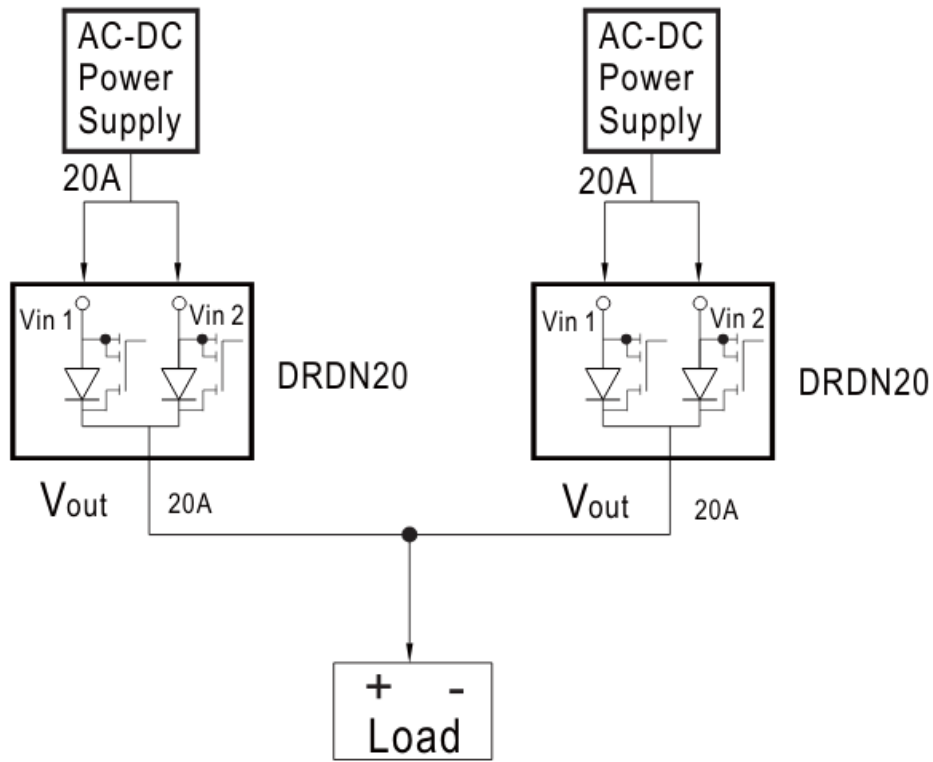 AC-DC
Power
Supply
AC-DC
Power
Supply
20A
20A
Vin 1
Vin 2
Vin 1
Vin 2
DRDN20
DRDN20
Vout
20A
Vout
20A
+ -
Load